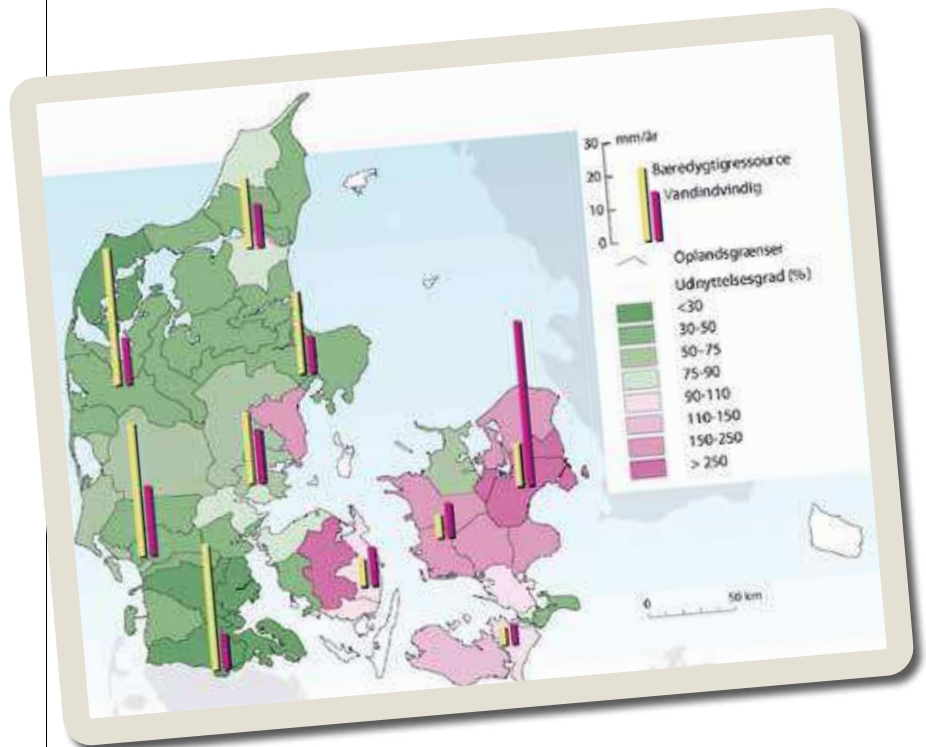 30 mm/år
20
10
0
Bæredygtigressource
Vandindvindig
Oplandsgrænser
Udnyttelsesgrad (%)
<30
30-50
50-75
75-90
90-110
110-150
150-250
> 250
0 50 km